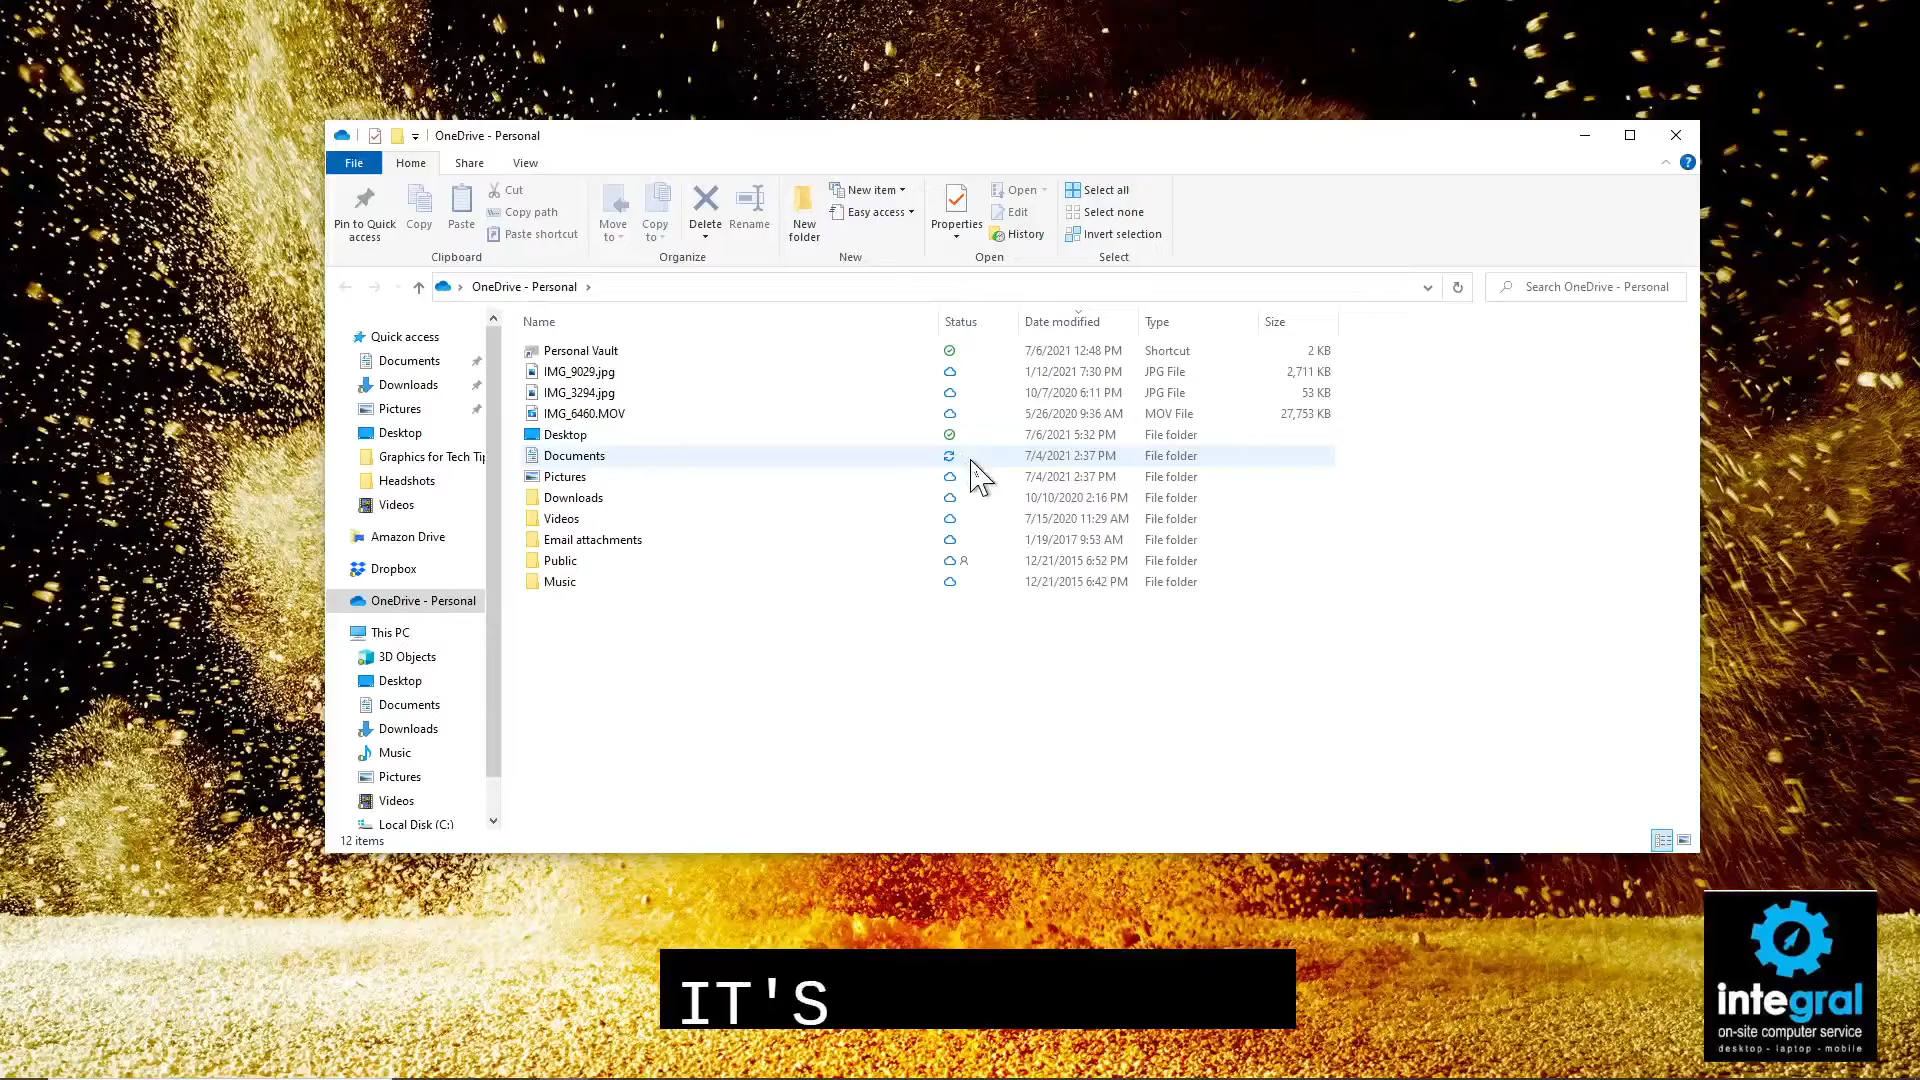 OneDrive - Personal
File Home Share View
Pin to Quick access
Copy
Paste
Cut
Copy path
Paste shortcut
Clipboard
Move to
Copy to
Delete
Rename
Organize
New folder
New item
Easy access
New
Properties
Open
Edit
History
Open
Select all
Select none
Invert selection
Select
OneDrive - Personal
Search OneDrive - Personal
Quick access
Documents
Downloads
Pictures
Desktop
Graphics for Tech Tip
Headshots
Videos
Amazon Drive
Dropbox
OneDrive - Personal
This PC
3D Objects
Desktop
Documents
Downloads
Music
Pictures
Videos
Local Disk (C:)
Name Status Date modified Type Size
Personal Vault 7/6/2021 12:48 PM Shortcut 2 KB
IMG_9029.jpg 1/12/2021 7:30 PM JPG File 2,711 KB
IMG_3294.jpg 10/7/2020 6:11 PM JPG File 53 KB
IMG_6460.MOV 5/26/2020 9:36 AM MOV File 27,753 KB
Desktop 7/6/2021 5:32 PM File folder
Documents 7/4/2021 2:37 PM File folder
Pictures 7/4/2021 2:37 PM File folder
Downloads 10/10/2020 2:16 PM File folder
Videos 7/15/2020 11:29 AM File folder
Email attachments 1/19/2017 9:53 AM File folder
Public 12/21/2015 6:52 PM File folder
Music 12/21/2015 6:42 PM File folder
12 items
IT'S
integral
on-site computer service
desktop - laptop - mobile